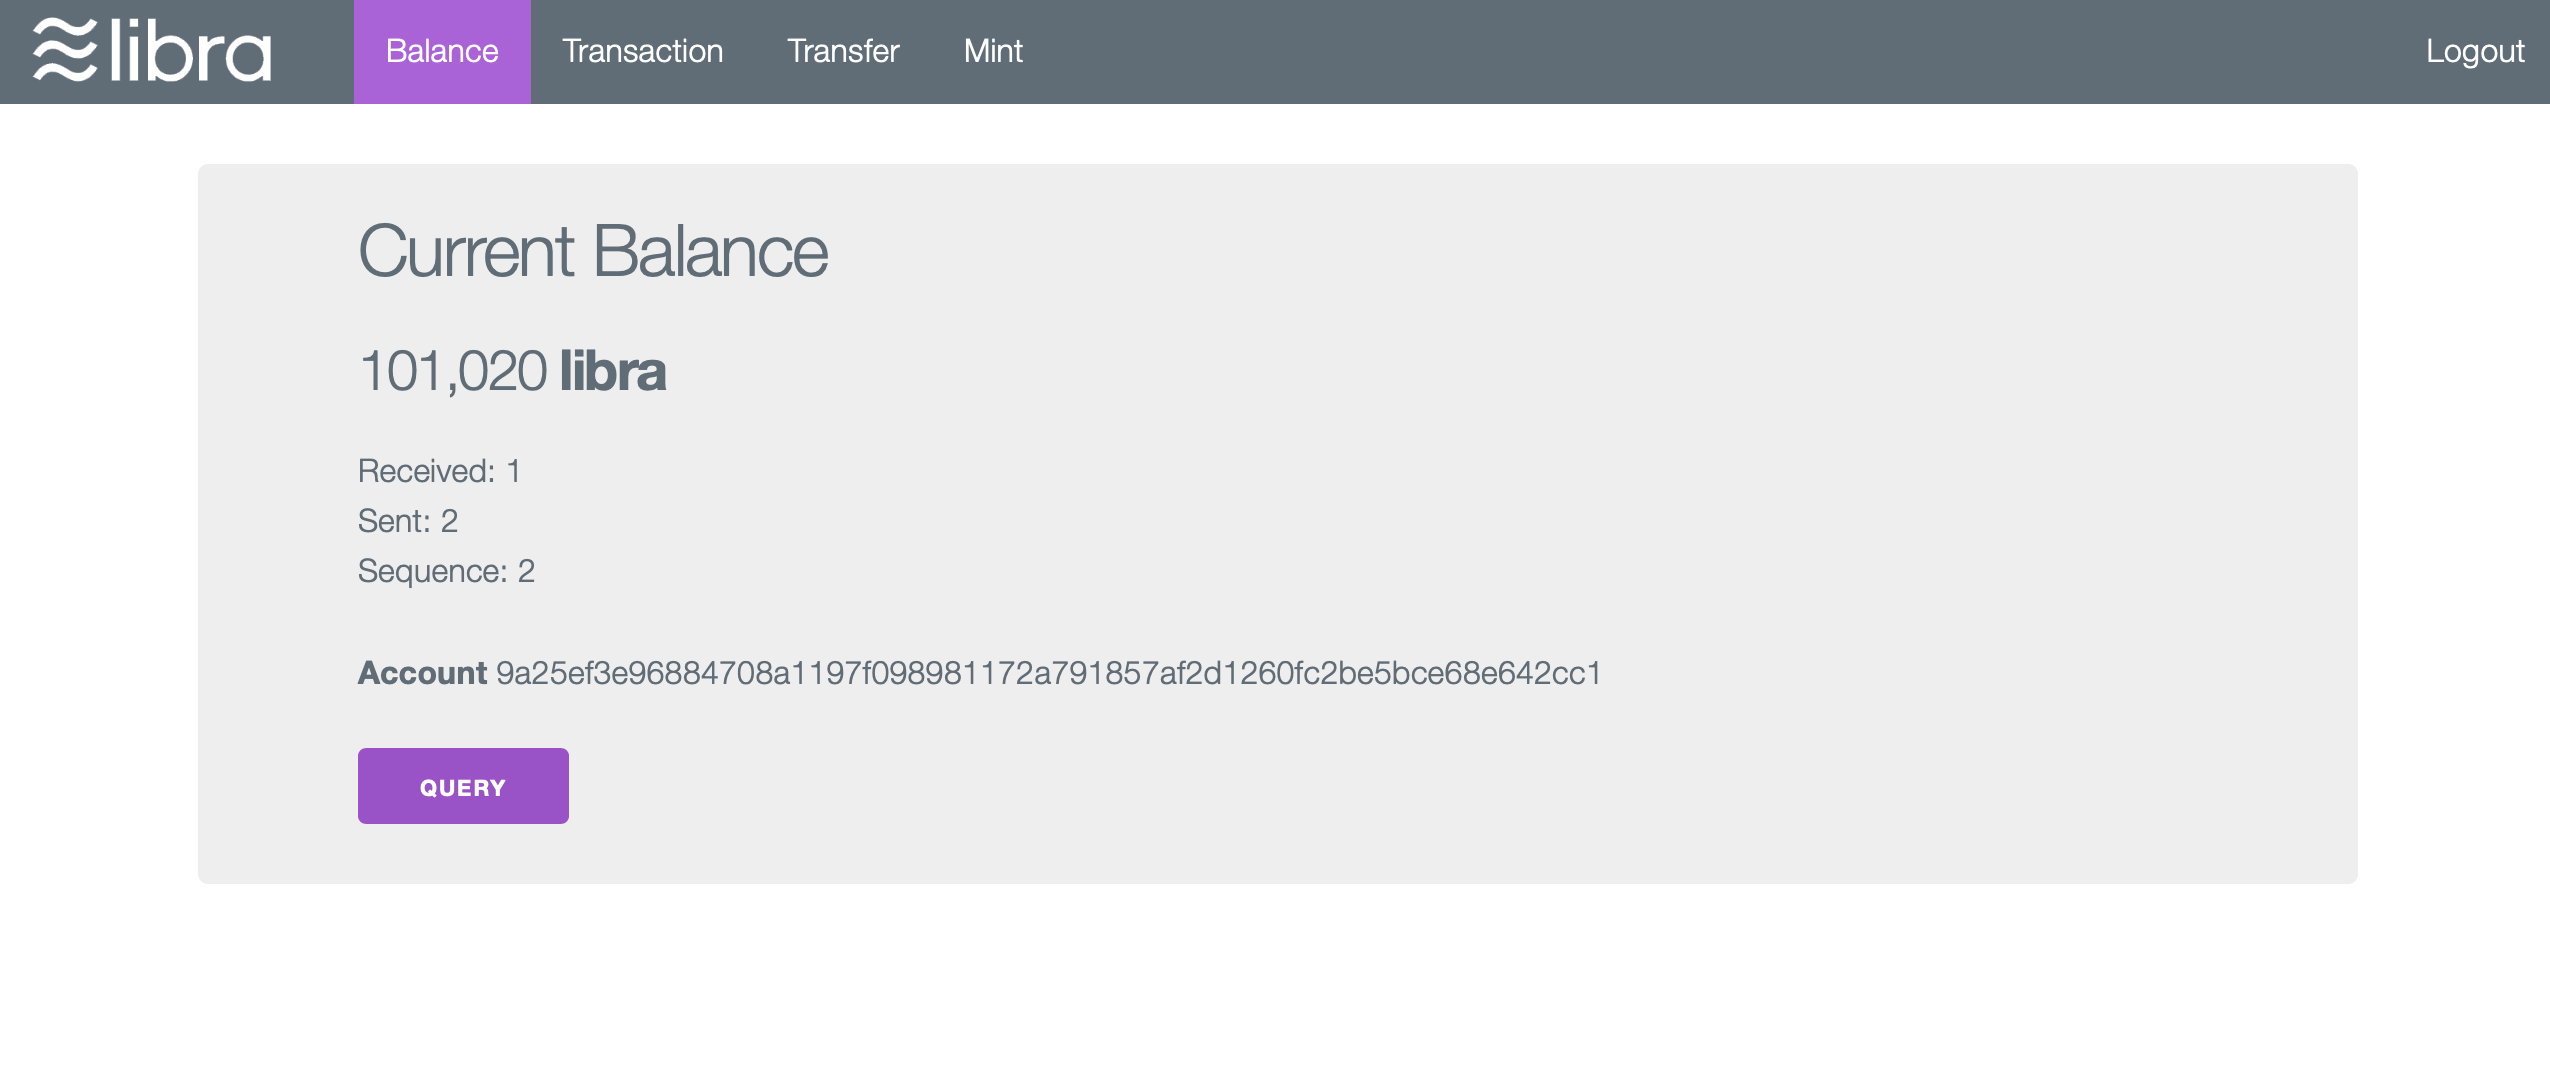 libra Balance Transaction Transfer Mint Logout
Current Balance
101,020 libra
Received: 1
Sent: 2
Sequence: 2
Account 9a25ef3e96884708a1197f098981172a791857af2d1260fc2be5bce68e642cc1
QUERY